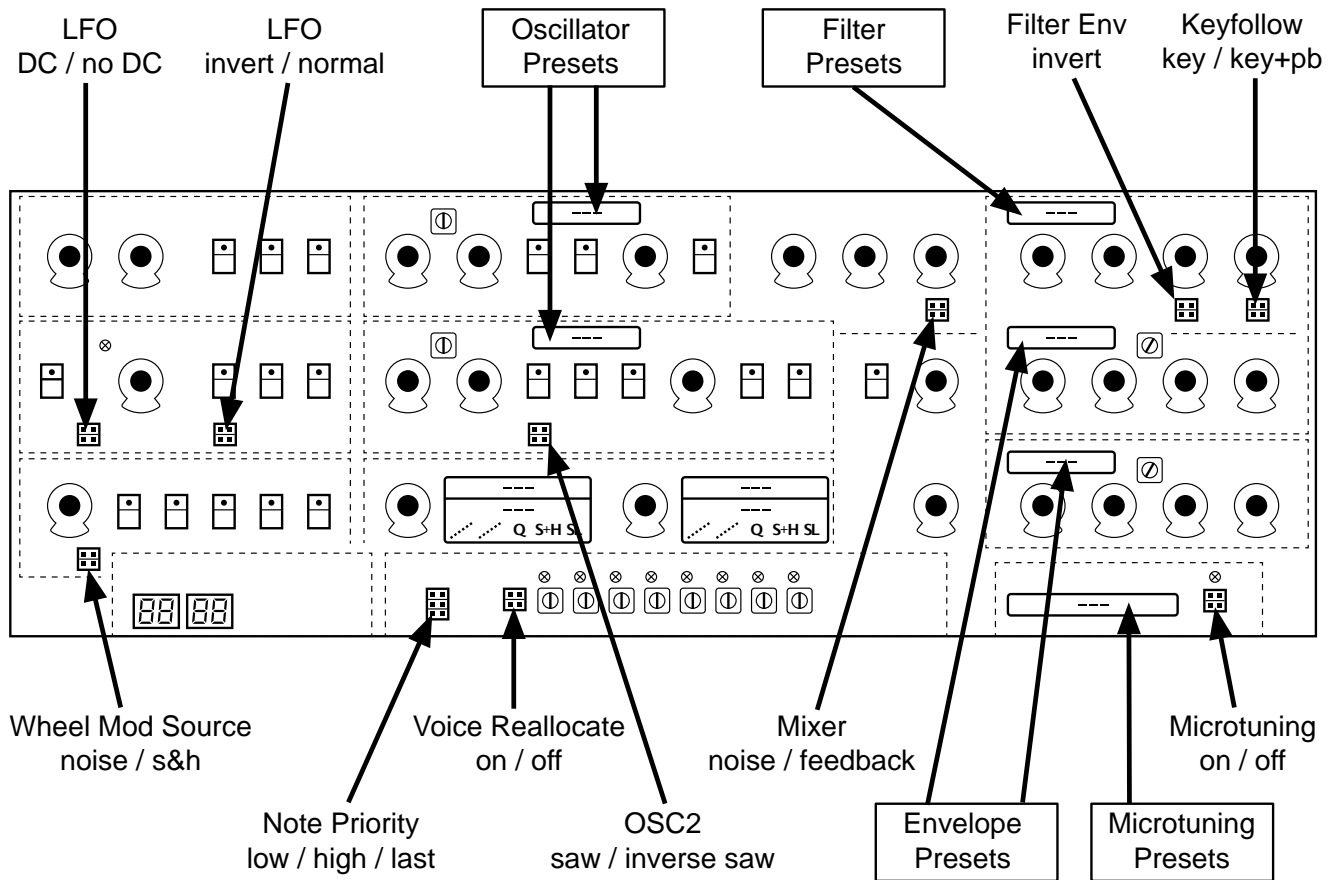 LFO
DC / no DC
LFO
invert / normal
Oscillator
Presets
Filter
Presets
Filter Env
invert
Keyfollow
key / key+pb
---
---
---
---
---
---
---
Q S+H SL
---
---
Q S+H SL
88 88
---
Wheel Mod Source
noise / s&h
Voice Reallocate
on / off
Mixer
noise / feedback
Microtuning
on / off
Note Priority
low / high / last
OSC2
saw / inverse saw
Envelope
Presets
Microtuning
Presets